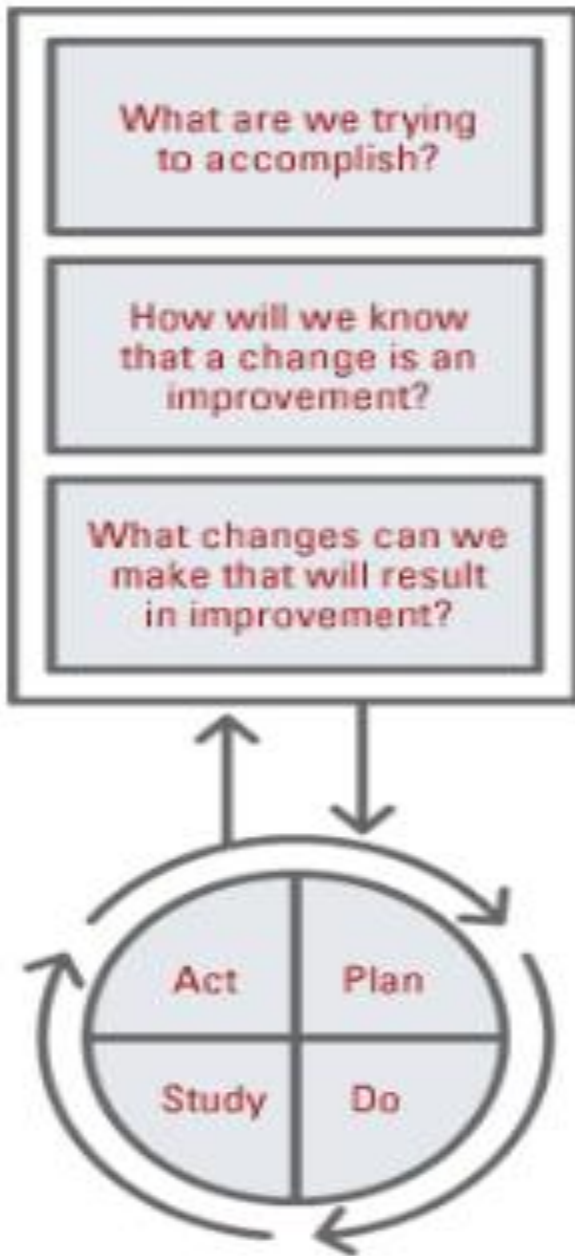 What are we trying
to accomplish?
How will we know
that a change is an
improvement?
What changes can we
make that will result
in improvement?
Act
Plan
Study
Do